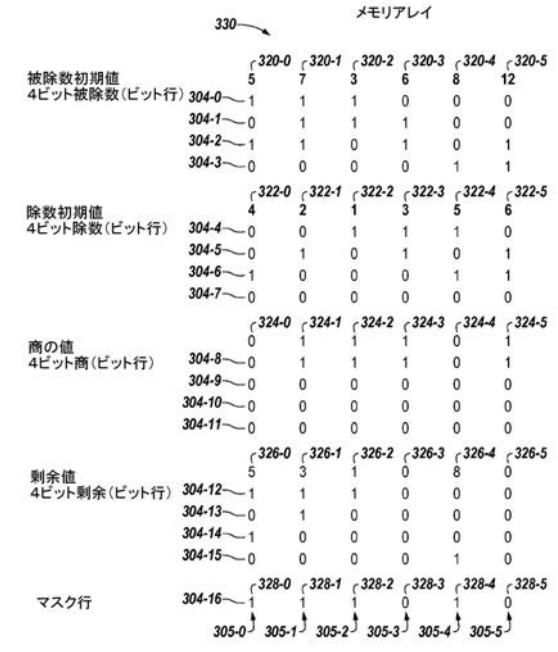 メモリアレイ
330
320-0 320-1 320-2 320-3 320-4 320-5
被除数初期値 5 7 3 6 8 12
4ビット被除数(ビット行) 304-0 1 1 1 0 0 0
304-1 0 1 1 1 0 0
304-2 1 1 0 1 0 1
304-3 0 0 0 0 1 1
322-0 322-1 322-2 322-3 322-4 322-5
除数初期値 4 2 1 3 5 6
4ビット除数(ビット行) 304-4 0 0 1 1 1 0
304-5 0 1 0 1 0 1
304-6 1 0 0 0 1 1
304-7 0 0 0 0 0 0
324-0 324-1 324-2 324-3 324-4 324-5
商の値 0 1 1 1 0 1
4ビット商(ビット行) 304-8 0 1 1 1 0 1
304-9 0 0 0 0 0 0
304-10 0 0 0 0 0 0
304-11 0 0 0 0 0 0
326-0 326-1 326-2 326-3 326-4 326-5
剰余値 5 3 1 0 8 0
4ビット剰余(ビット行) 304-12 1 1 1 0 0 0
304-13 0 1 0 0 0 0
304-14 1 0 0 0 0 0
304-15 0 0 0 0 1 0
328-0 328-1 328-2 328-3 328-4 328-5
マスク行 304-16 1 1 1 0 1 0
305-0 305-1 305-2 305-3 305-4 305-5